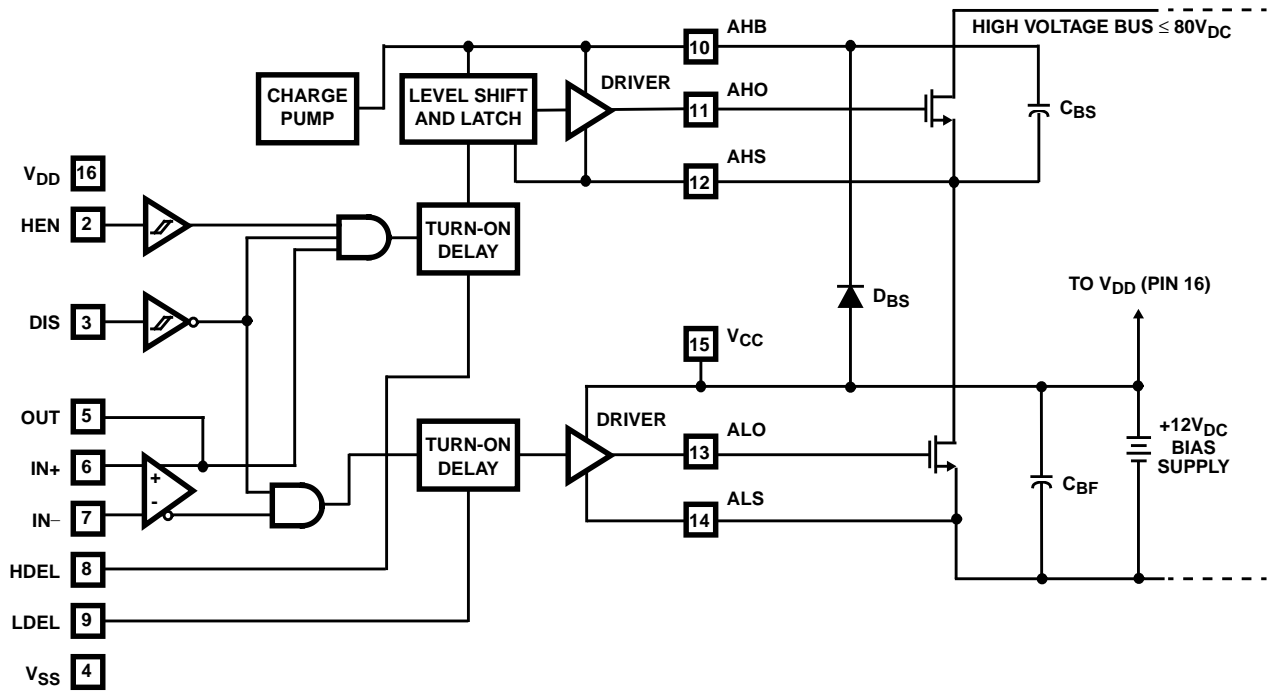 AHB
10
HIGH VOLTAGE BUS ≤ 80VDC
CHARGE
PUMP
LEVEL SHIFT
AND LATCH
DRIVER
AHO
11
CBS
AHS
12
VDD 16
HEN 2
TURN-ON
DELAY
DIS 3
DBS
TO VDD (PIN 16)
15
VCC
OUT 5
IN+ 6
+
-
IN– 7
TURN-ON
DELAY
DRIVER
ALO
13
+12VDC
BIAS
SUPPLY
CBF
ALS
14
HDEL 8
LDEL 9
VSS 4